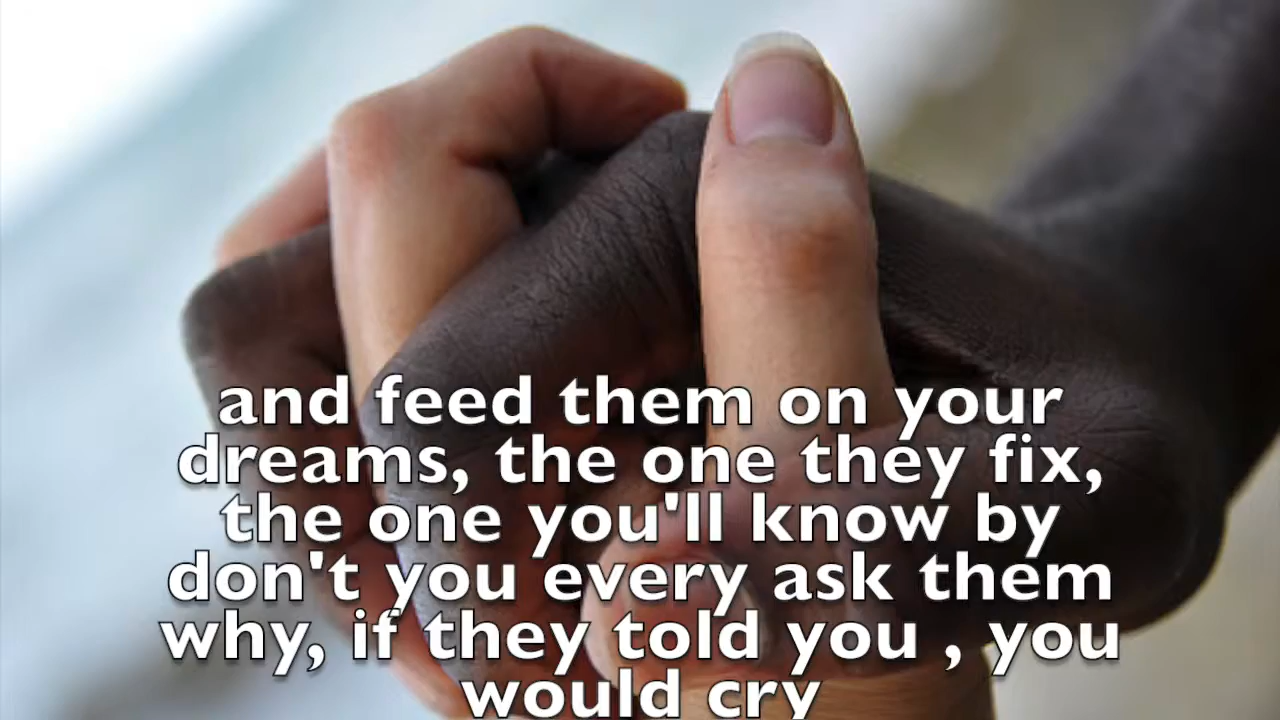 and feed them on your
dreams, the one they fix,
the one you'll know by
don't you every ask them
why, if they told you , you
would cry